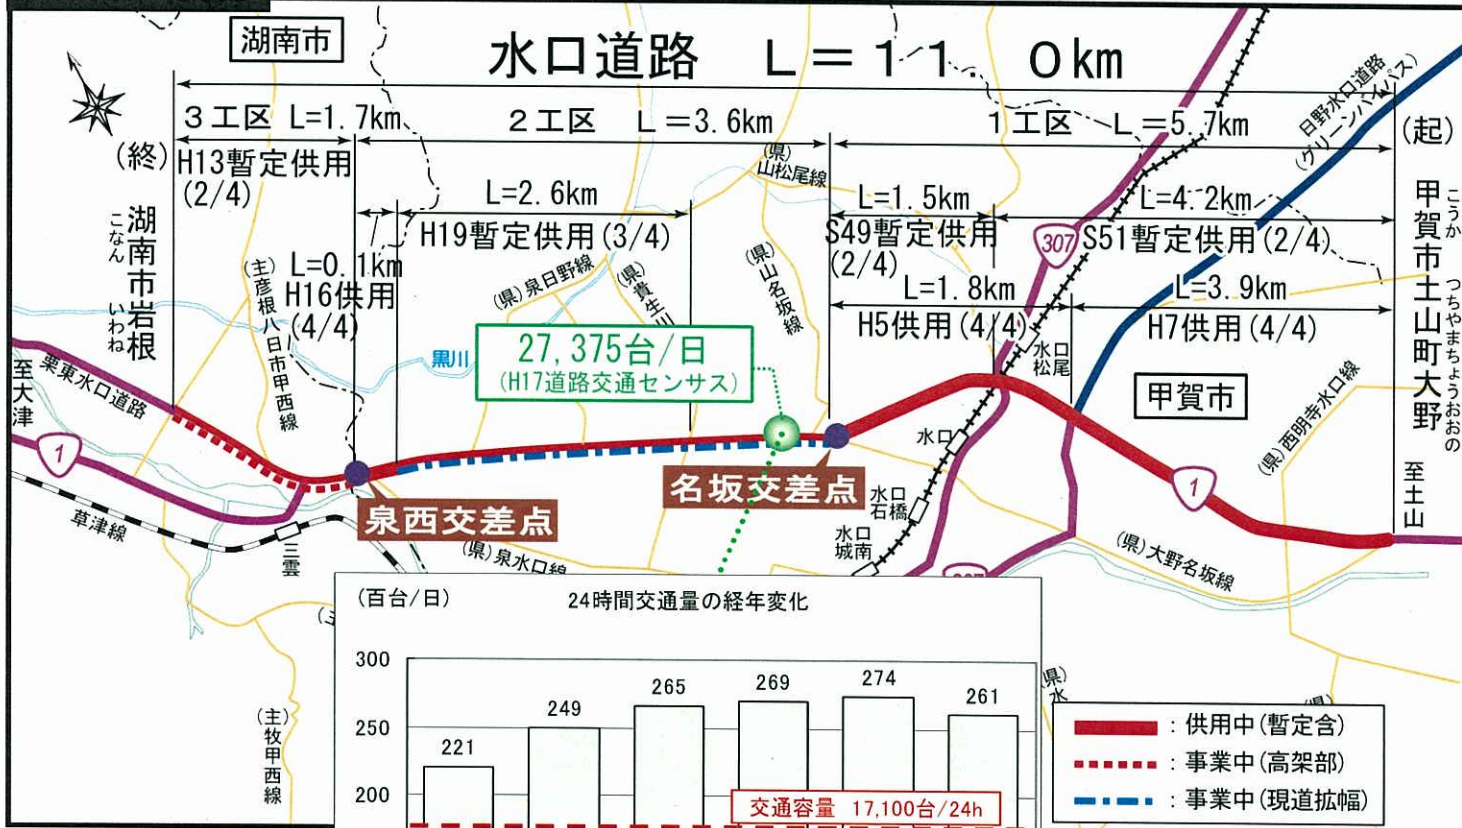 湖南市
水口道路 L=11.0km
3工区 L=1.7km
2工区 L=3.6km
1工区 L=5.7km
日野水口道路
(グリーンバイパス)
(終)
(起)
H13暫定供用
(2/4)
(県)
山松尾線
L=2.6km
H19暫定供用(3/4)
L=1.5km
S49暫定供用
(2/4)
L=4.2km
S51暫定供用(2/4)
307
L=0.1km
H16供用
(4/4)
L=1.8km
H5供用(4/4)
L=3.9km
H7供用(4/4)
湖南市岩根
こなん いわね
甲賀市土山町大野
こうか つちやまちょうおおの
(主)彦根八日市甲西線
(県)泉日野線
(県)貴生川
(県)山名坂線
黒川
27,375台/日
(H17道路交通センサス)
水口
松尾
甲賀市
(県)西明寺水口線
至大津
栗東水口道路
1
水口
名坂交差点
泉西交差点
水口
石橋
水口
城南
1
至土山
草津線
三雲
(県)泉水口線
(県)大野名坂線
(百台/日)
24時間交通量の経年変化
300
250
200
221
249
265
269
274
261
交通容量 17,100台/24h
(主)牧甲西線
(県)水
:供用中(暫定含)
:事業中(高架部)
:事業中(現道拡幅)